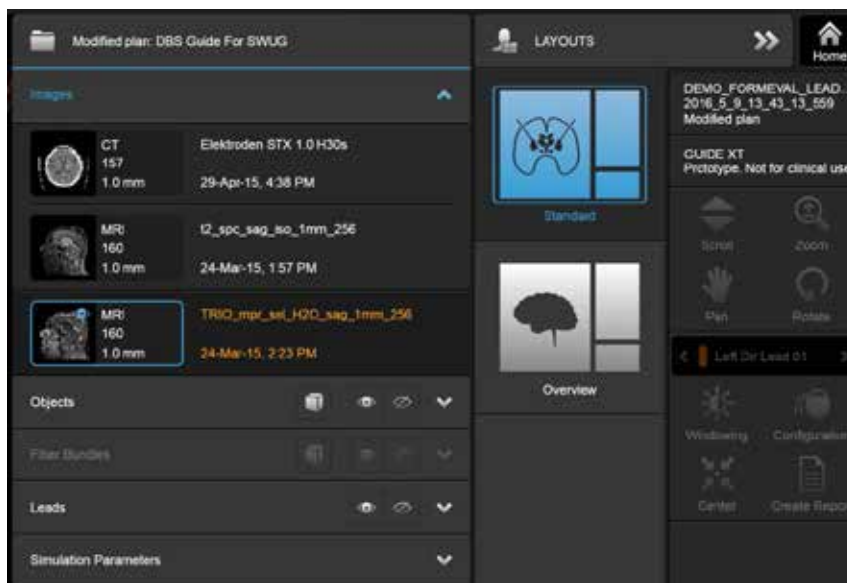 Modified plan: DBS Guide For SWUG
Images
CT
157
1.0 mm
Elektroden STX 1.0 H30s
29-Apr-15, 4:38 PM
MRI
160
1.0 mm
t2_spc_sag_iso_1mm_256
24-Mar-15, 1:57 PM
MRI
160
1.0 mm
TRIO_mpr_sel_H2O_sag_1mm_256
24-Mar-15, 2:23 PM
Objects
Fiber Bundles
Leads
Simulation Parameters
LAYOUTS
Standard
Overview
Home
DEMO_FORMEVAL_LEAD...
2016_5_9_13_43_13_559
Modified plan
GUIDE XT
Prototype. Not for clinical use
Scroll
Zoom
Pan
Rotate
Left Dir Lead 01
Windowing
Configuration
Center
Create Repor